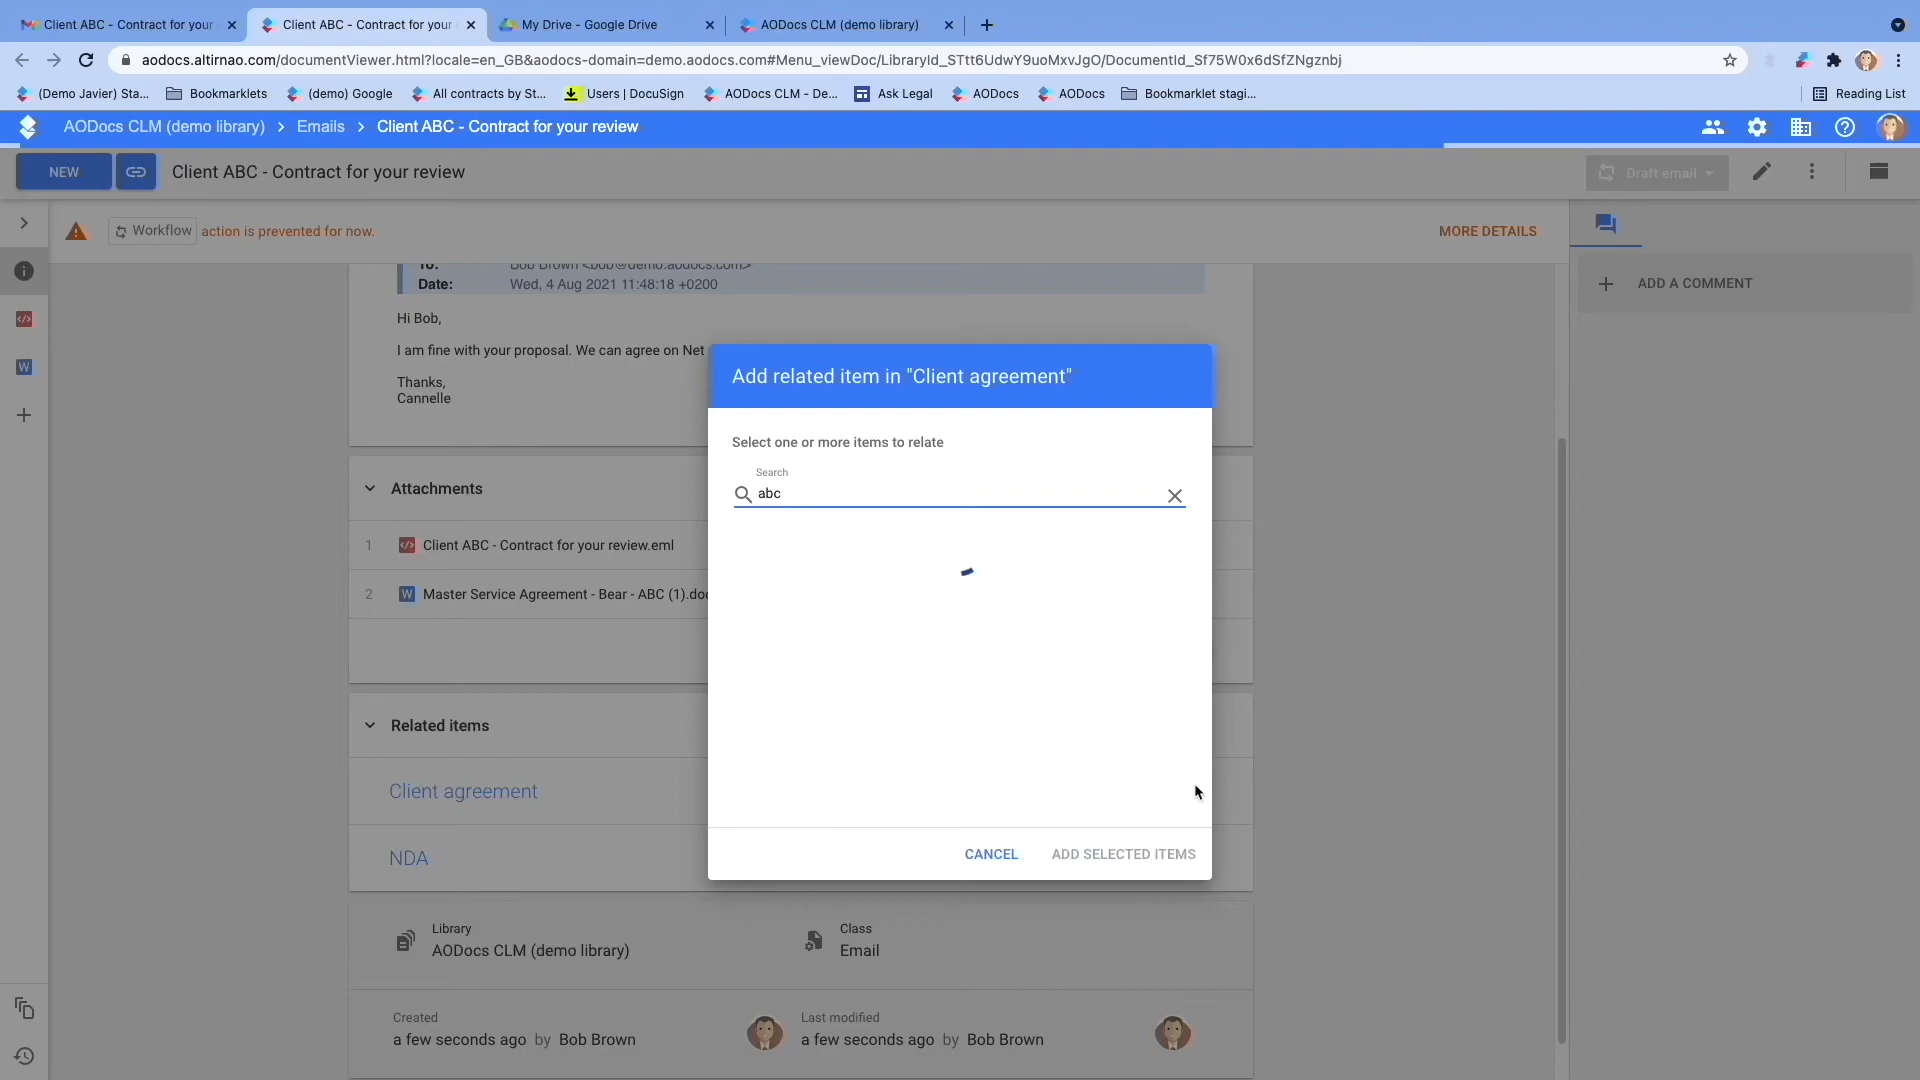 Client ABC - Contract for your
Client ABC - Contract for your
My Drive - Google Drive
AODocs CLM (demo library)
aodocs.altirnao.com/documentViewer.html?locale=en_GB&aodocs-domain=demo.aodocs.com#Menu_viewDoc/LibraryId_STtt6UdwY9uoMxvJgO/DocumentId_Sf75W0x6dSfZNgznbj
(Demo Javier) Sta...
Bookmarklets
(demo) Google
All contracts by St...
Users | DocuSign
AODocs CLM - De...
Ask Legal
AODocs
AODocs
Bookmarklet stagi...
Reading List
AODocs CLM (demo library) > Emails > Client ABC - Contract for your review
NEW
Client ABC - Contract for your review
Draft email
Workflow action is prevented for now.
MORE DETAILS
To: Bob Brown <bob@demo.aodocs.com>
Date: Wed, 4 Aug 2021 11:48:18 +0200
ADD A COMMENT
Hi Bob,
I am fine with your proposal. We can agree on Net
Thanks,
Cannelle
Add related item in "Client agreement"
Select one or more items to relate
Search
abc
CANCEL
ADD SELECTED ITEMS
Attachments
1 Client ABC - Contract for your review.eml
2 W Master Service Agreement - Bear - ABC (1).doc
Related items
Client agreement
NDA
Library
AODocs CLM (demo library)
Class
Email
Created
a few seconds ago by Bob Brown
Last modified
a few seconds ago by Bob Brown